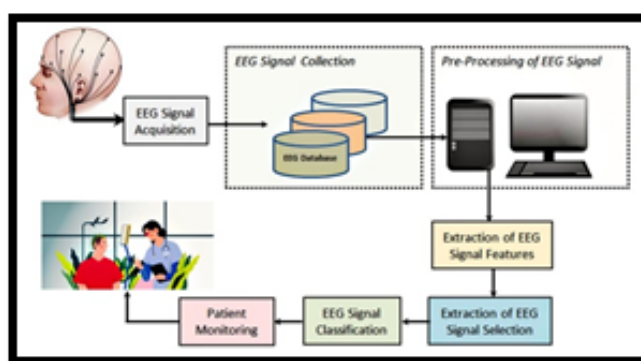 EEG Signal Collection
Pre-Processing of EEG Signal
EEG Signal
Acquisition
EEG Database
Extraction of EEG
Signal Features
Patient
Monitoring
EEG Signal
Classification
Extraction of EEG
Signal Selection